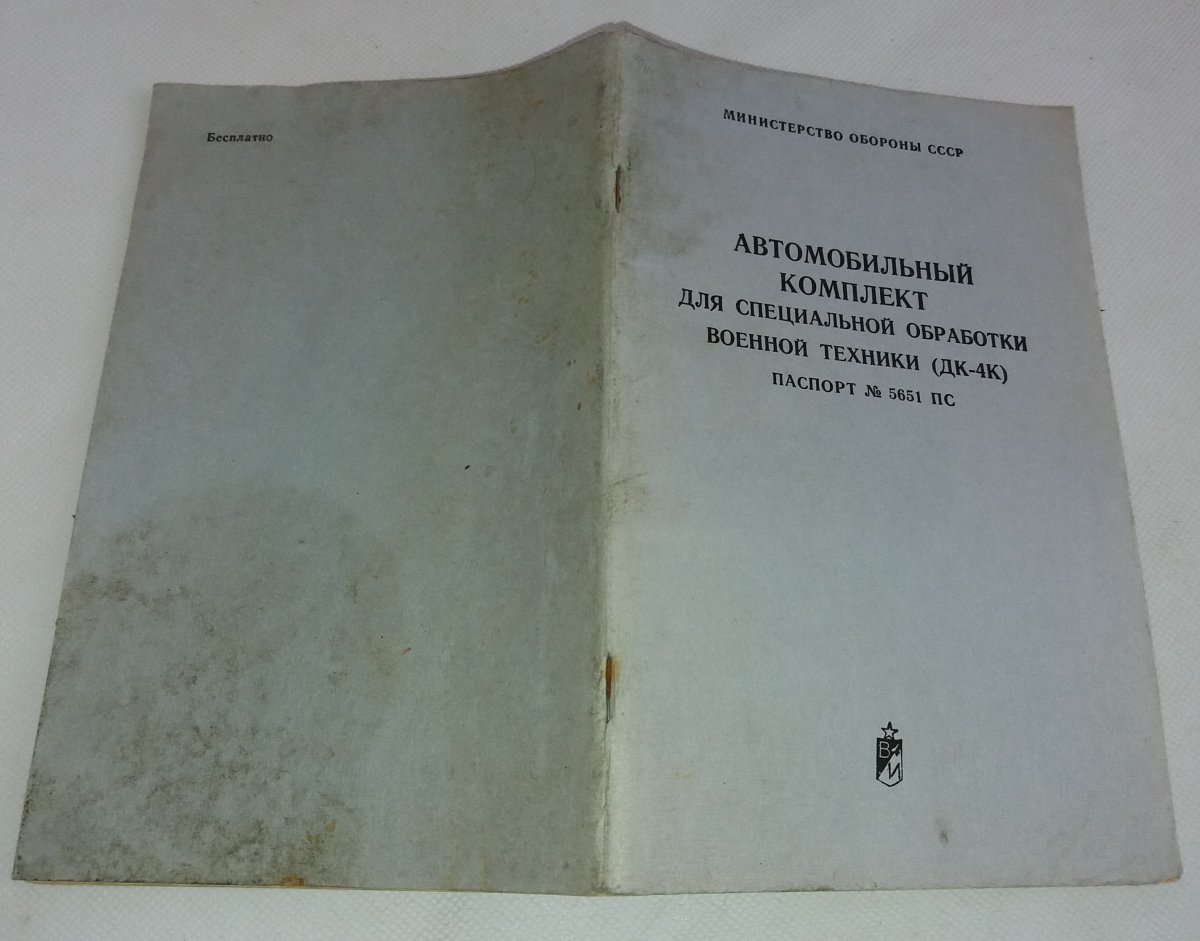 Бесплатно
МИНИСТЕРСТВО ОБОРОНЫ СССР
АВТОМОБИЛЬНЫЙ
КОМПЛЕКТ
ДЛЯ СПЕЦИАЛЬНОЙ ОБРАБОТКИ
ВОЕННОЙ ТЕХНИКИ (ДК-4К)
ПАСПОРТ № 5651 ПС
В
И